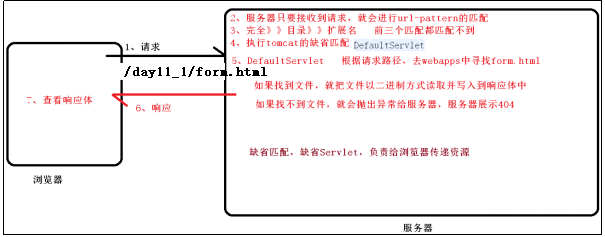 1、请求
/day11_1/form.html
7、查看响应体
6、响应
浏览器
2、服务器只要接收到请求，就会进行url-pattern的匹配
3、完全》》目录》》扩展名 前三个匹配都匹配不到
4、执行tomcat的缺省匹配 DefaultServlet
5、DefaultServlet 根据请求路径，去webapps中寻找form.html
如果找到文件，就把文件以二进制方式读取并写入到响应体中
如果找不到文件，就会抛出异常给服务器，服务器展示404
缺省匹配，缺省Servlet，负责给浏览器传递资源
服务器